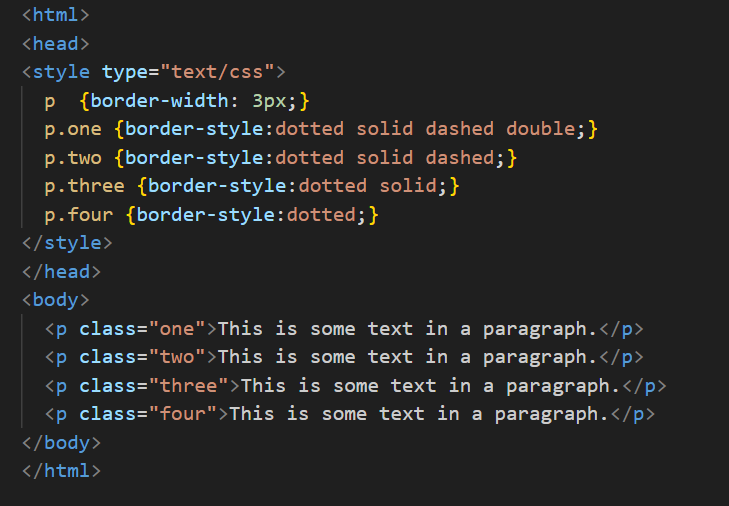 <html>
<head>
<style type="text/css">
  p  {border-width: 3px;}
  p.one {border-style:dotted solid dashed double;}
  p.two {border-style:dotted solid dashed;}
  p.three {border-style:dotted solid;}
  p.four {border-style:dotted;}
</style>
</head>
<body>
  <p class="one">This is some text in a paragraph.</p>
  <p class="two">This is some text in a paragraph.</p>
  <p class="three">This is some text in a paragraph.</p>
  <p class="four">This is some text in a paragraph.</p>
</body>
</html>